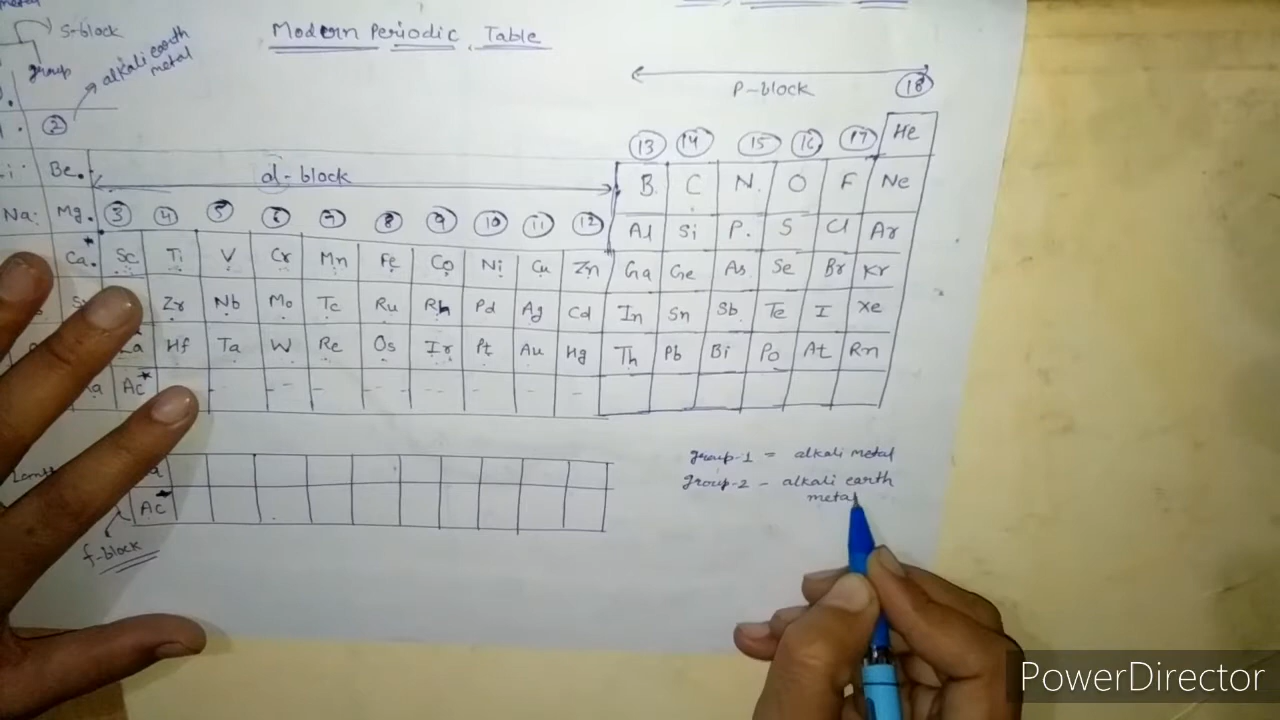 s-block
Modern Periodic Table
group
alkali earth
metal
p-block
18
2
13 14 15 16 17 He
Be. d-block B C N. O F Ne
Na: Mg. 3 4 5 6 7 8 9 10 11 12 Al Si P. S Cl Ar
Ca.* Sc Ti V Cr Mn Fe Co Ni Cu Zn Ga Ge As Se Br Kr
Zr Nb Mo Tc Ru Rh Pd Ag Cd In Sn Sb Te I Xe
Hf Ta W Re Os Ir Pt Au Hg Th Pb Bi Po At Rn
Ac* - - - - - - - -
group-1 = alkali metal
group-2 - alkali earth
metal
Ac*
f-block
PowerDirector